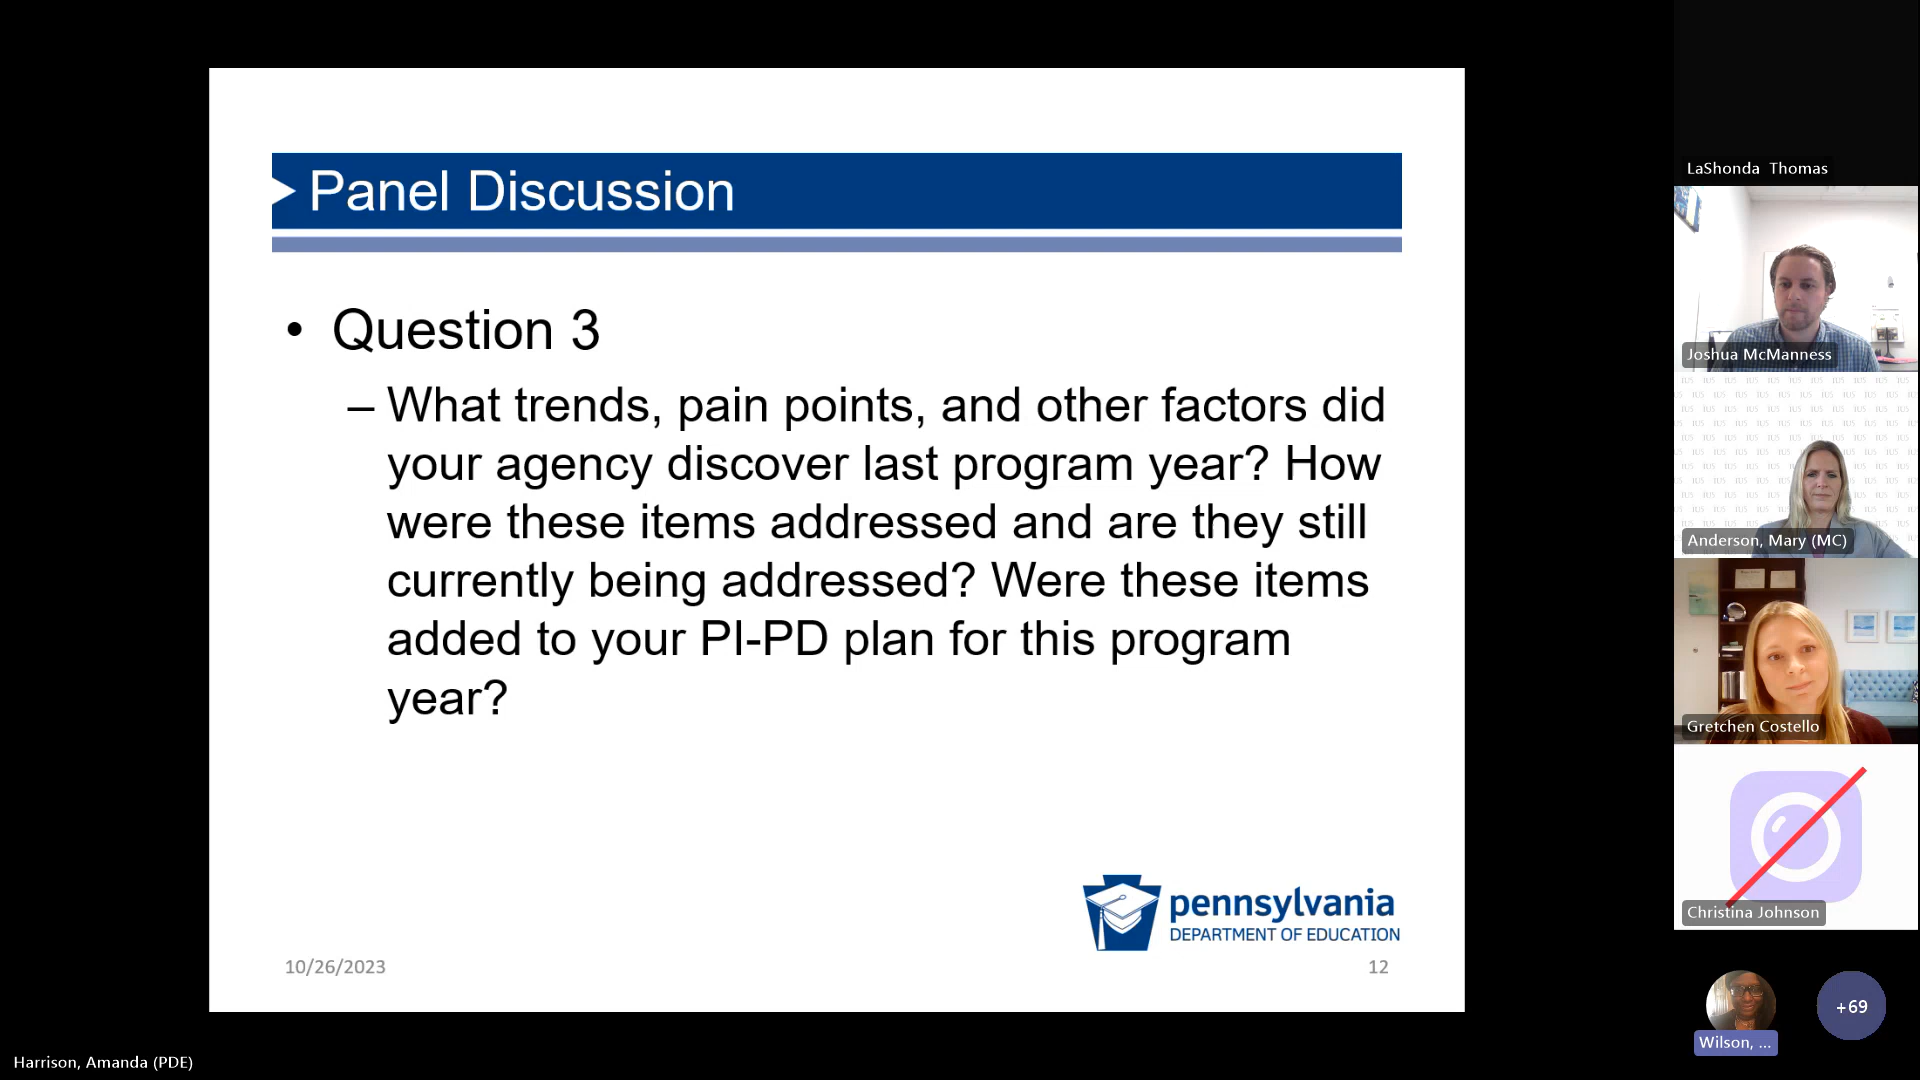 Panel Discussion
• Question 3
– What trends, pain points, and other factors did
your agency discover last program year? How
were these items addressed and are they still
currently being addressed? Were these items
added to your PI-PD plan for this program
year?
pennsylvania
DEPARTMENT OF EDUCATION
10/26/2023
12
Harrison, Amanda (PDE)
LaShonda Thomas
Joshua McManness
Anderson, Mary (MC)
Gretchen Costello
Christina Johnson
Wilson, ...
+69